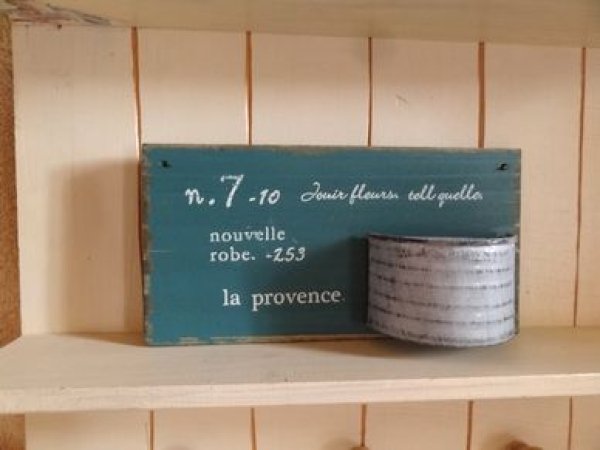 n.7-10 Jouir fleurs. tell quelle.
nouvelle
robe. -253
la provence.